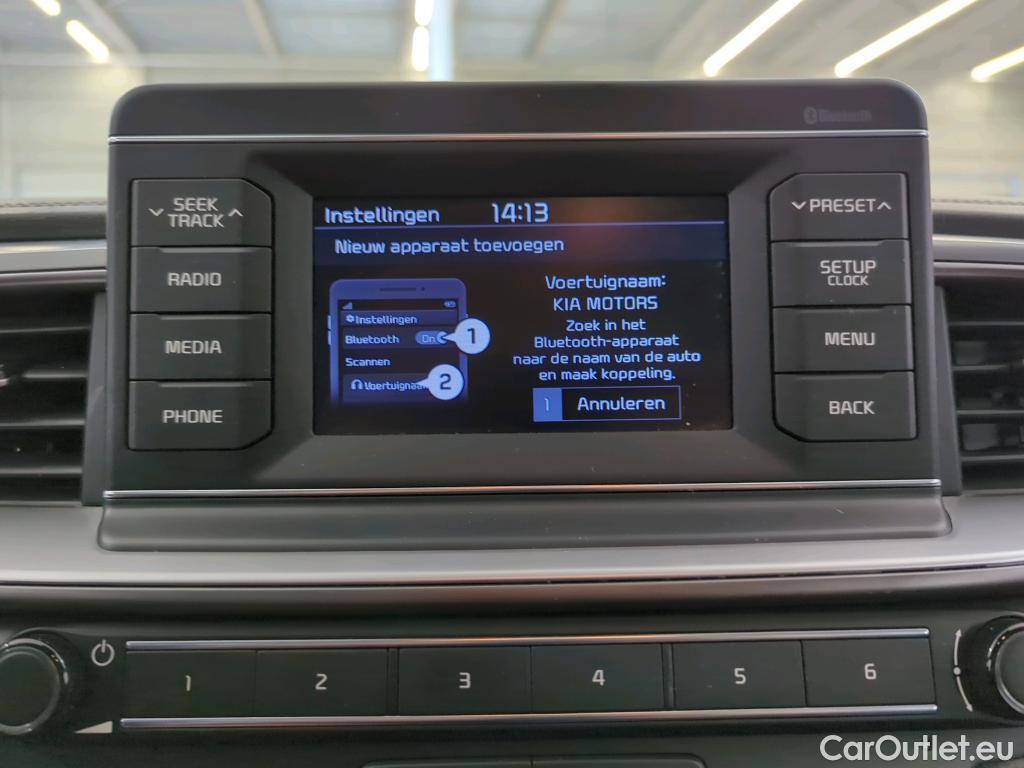 Bluetooth
SEEK
TRACK
RADIO
MEDIA
PHONE
Instellingen 14:13
Nieuw apparaat toevoegen
Instellingen
Bluetooth On
1
Scannen
Voertuignaam
2
Voertuignaam:
KIA MOTORS
Zoek in het
Bluetooth-apparaat
naar de naam van de auto
en maak koppeling.
1 Annuleren
PRESET
SETUP
CLOCK
MENU
BACK
1 2 3 4 5 6
CarOutlet.eu